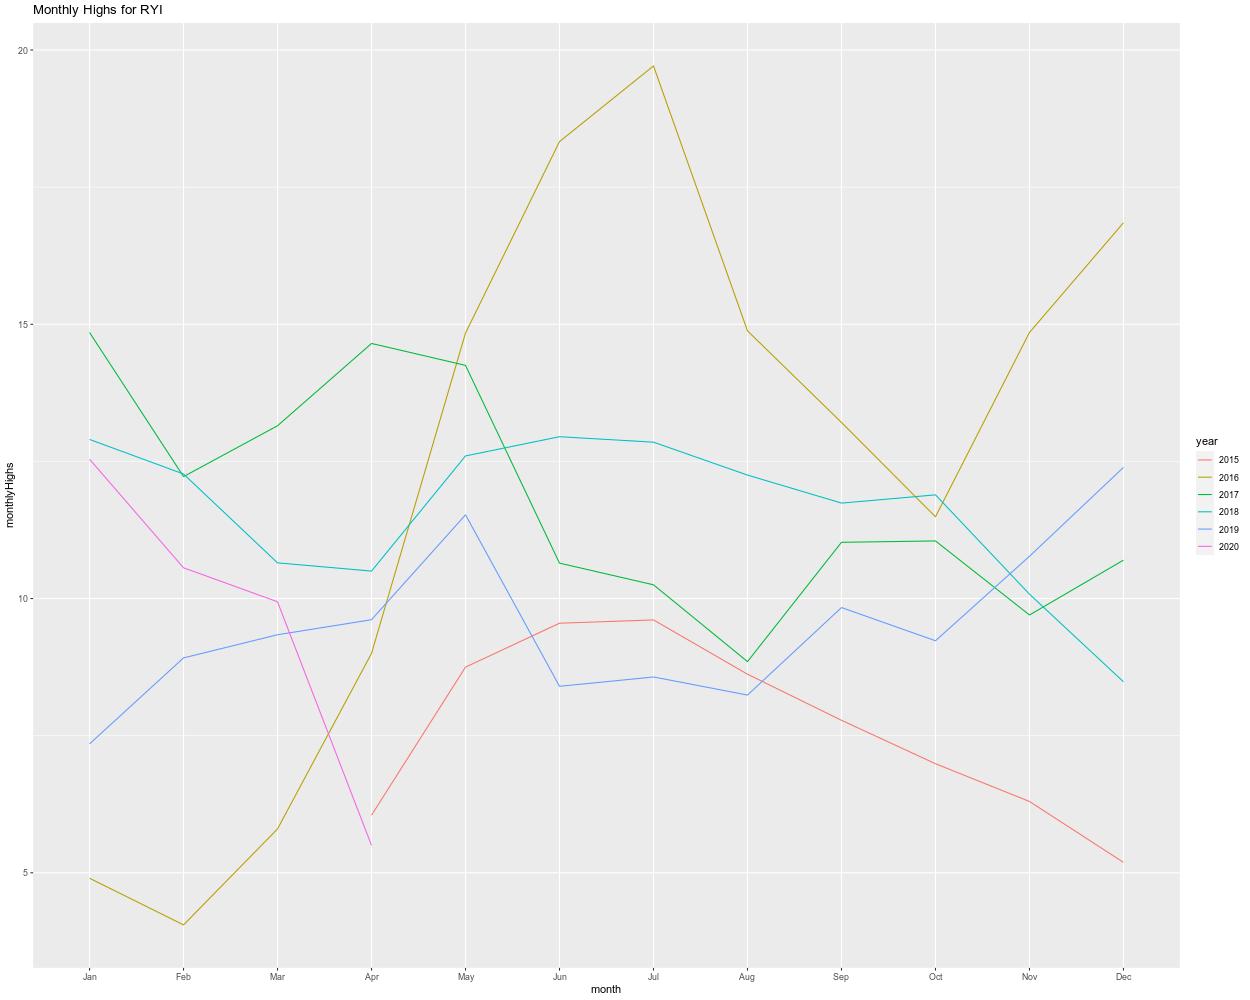 Monthly Highs for RYI
20
15
10
5
monthlyHighs
Jan Feb Mar Apr May Jun Jul Aug Sep Oct Nov Dec
month
year
2015
2016
2017
2018
2019
2020